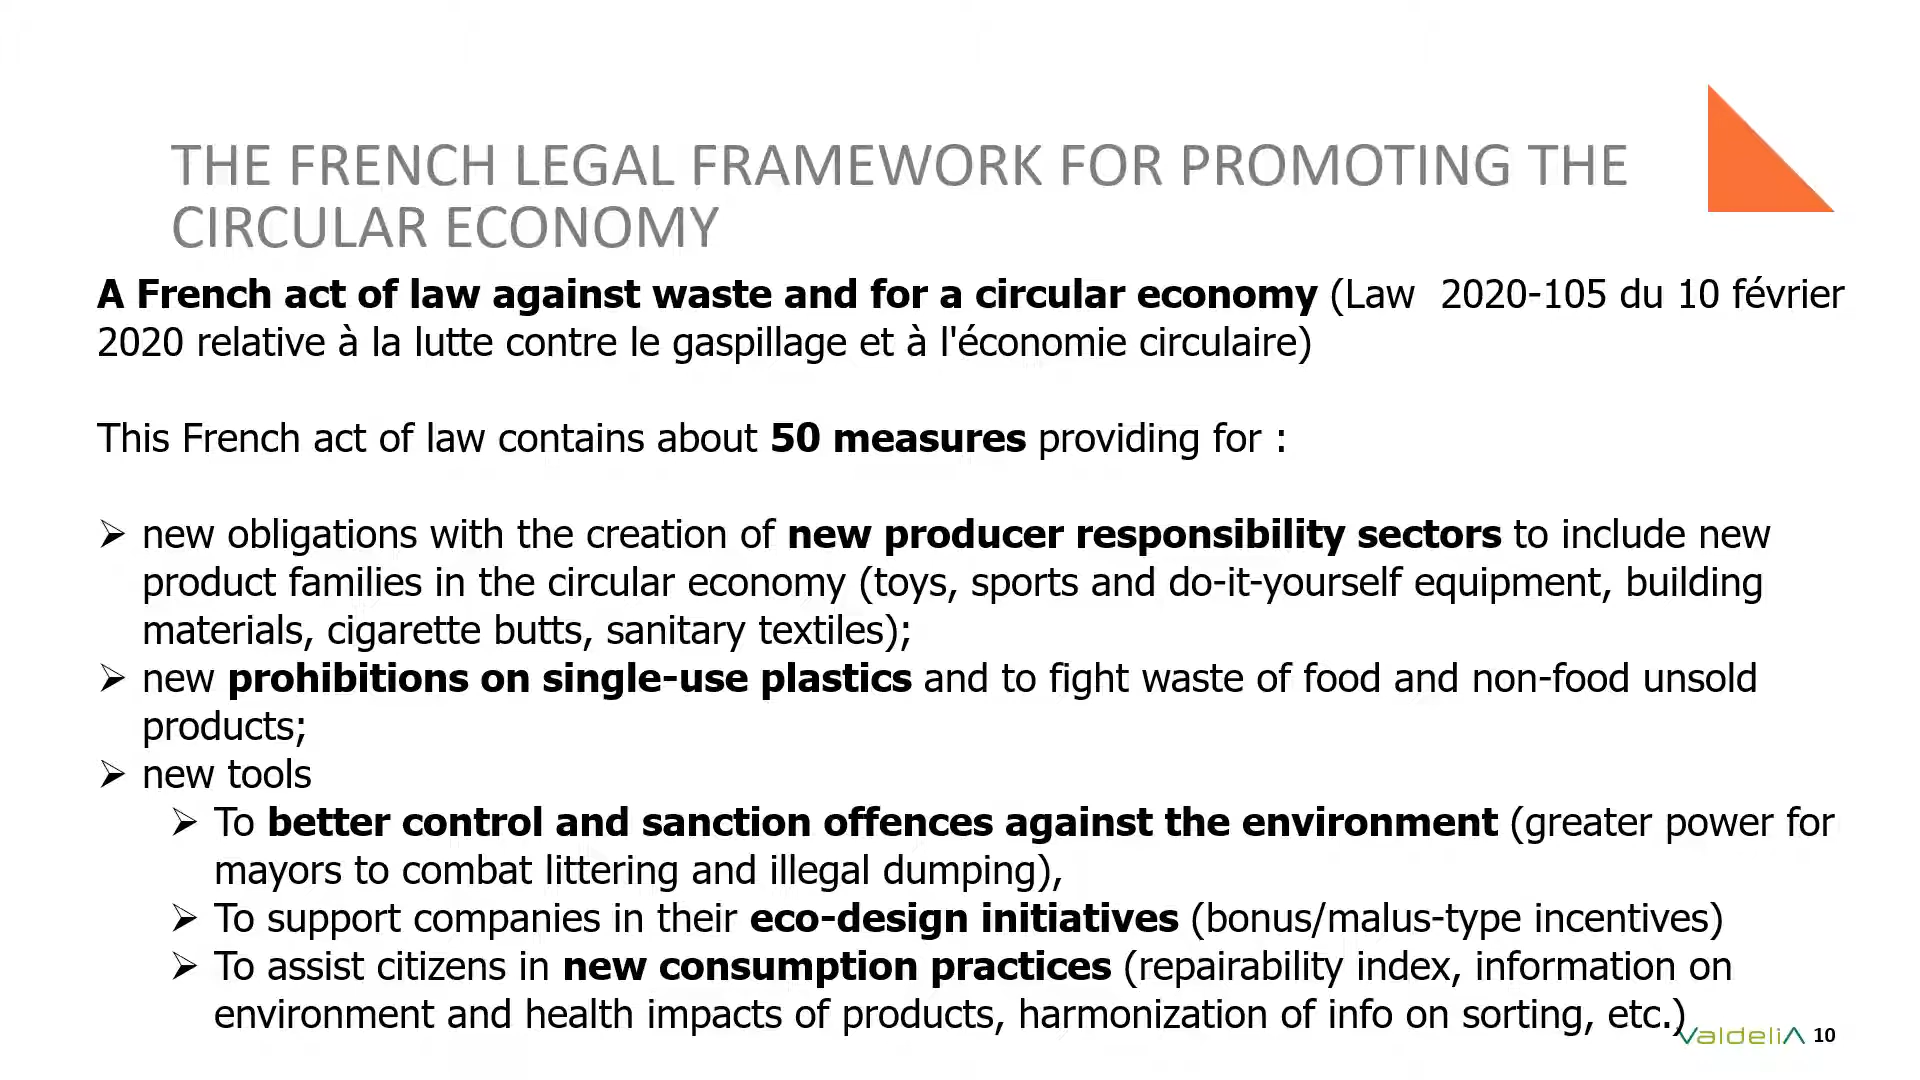 THE FRENCH LEGAL FRAMEWORK FOR PROMOTING THE
CIRCULAR ECONOMY
A French act of law against waste and for a circular economy (Law  2020-105 du 10 février
2020 relative à la lutte contre le gaspillage et à l'économie circulaire)
This French act of law contains about 50 measures providing for :
➢ new obligations with the creation of new producer responsibility sectors to include new
product families in the circular economy (toys, sports and do-it-yourself equipment, building
materials, cigarette butts, sanitary textiles);
➢ new prohibitions on single-use plastics and to fight waste of food and non-food unsold
products;
➢ new tools
➢ To better control and sanction offences against the environment (greater power for
mayors to combat littering and illegal dumping),
➢ To support companies in their eco-design initiatives (bonus/malus-type incentives)
➢ To assist citizens in new consumption practices (repairability index, information on
environment and health impacts of products, harmonization of info on sorting, etc.)
ValdeliA 10